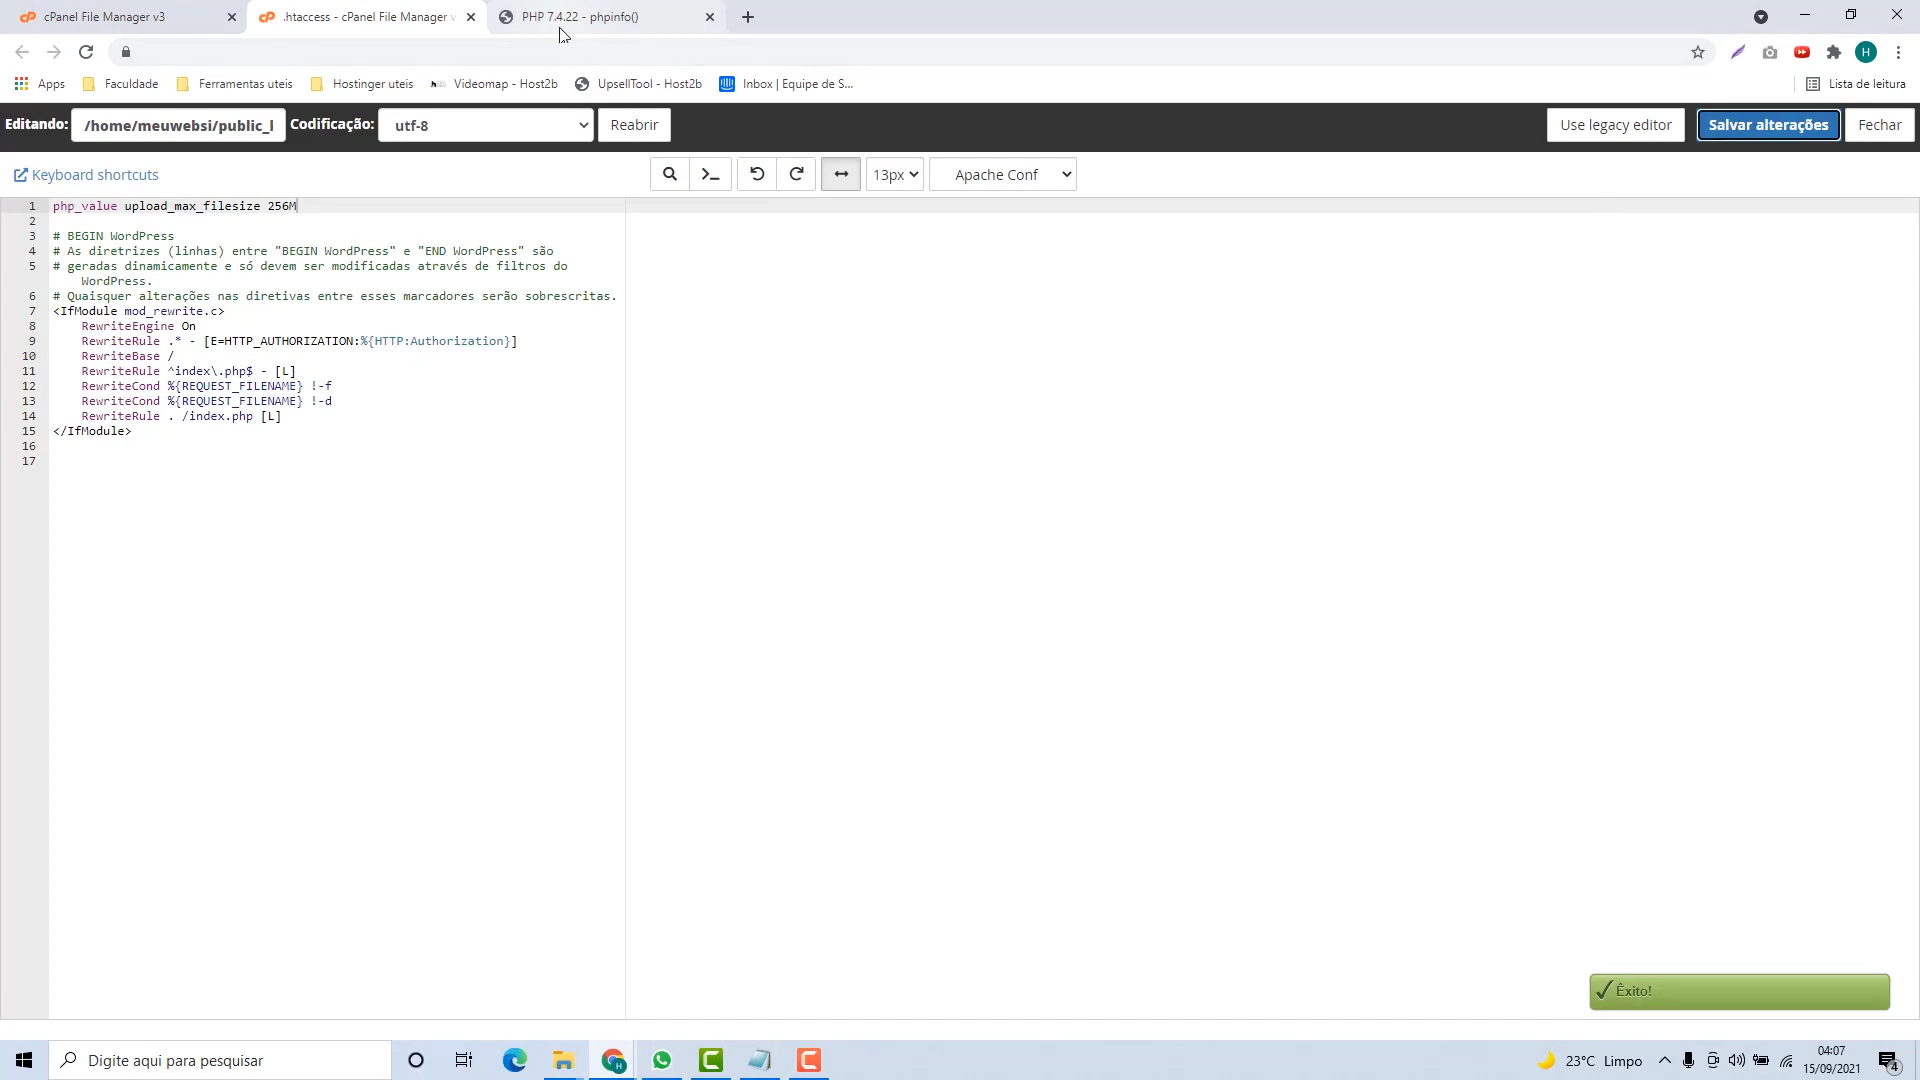 cPanel File Manager v3
.htaccess - cPanel File Manager v
PHP 7.4.22 - phpinfo()
H
Apps
Faculdade
Ferramentas uteis
Hostinger uteis
Videomap - Host2b
UpsellTool - Host2b
Inbox | Equipe de S...
Lista de leitura
Editando:
/home/meuwebsi/public_l
Codificação:
utf-8
Reabrir
Use legacy editor
Salvar alterações
Fechar
Keyboard shortcuts
13px
Apache Conf
1 php_value upload_max_filesize 256M
2
3 # BEGIN WordPress
4 # As diretrizes (linhas) entre "BEGIN WordPress" e "END WordPress" são
5 # geradas dinamicamente e só devem ser modificadas através de filtros do
WordPress.
6 # Quaisquer alterações nas diretivas entre esses marcadores serão sobrescritas.
7 <IfModule mod_rewrite.c>
8 RewriteEngine On
9 RewriteRule .* - [E=HTTP_AUTHORIZATION:%{HTTP:Authorization}]
10 RewriteBase /
11 RewriteRule ^index\.php$ - [L]
12 RewriteCond %{REQUEST_FILENAME} !-f
13 RewriteCond %{REQUEST_FILENAME} !-d
14 RewriteRule . /index.php [L]
15 </IfModule>
16
17
Êxito!
Digite aqui para pesquisar
23°C Limpo
04:07
15/09/2021
4